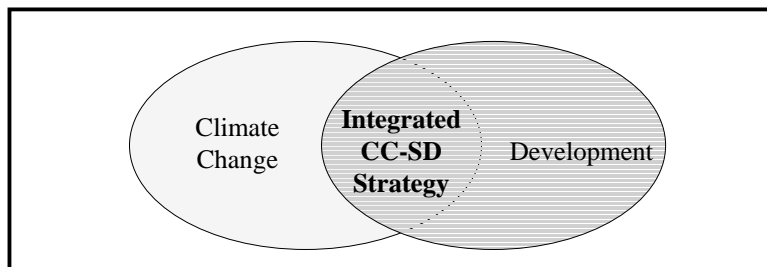 Climate
Change
Integrated
CC-SD
Strategy
Development